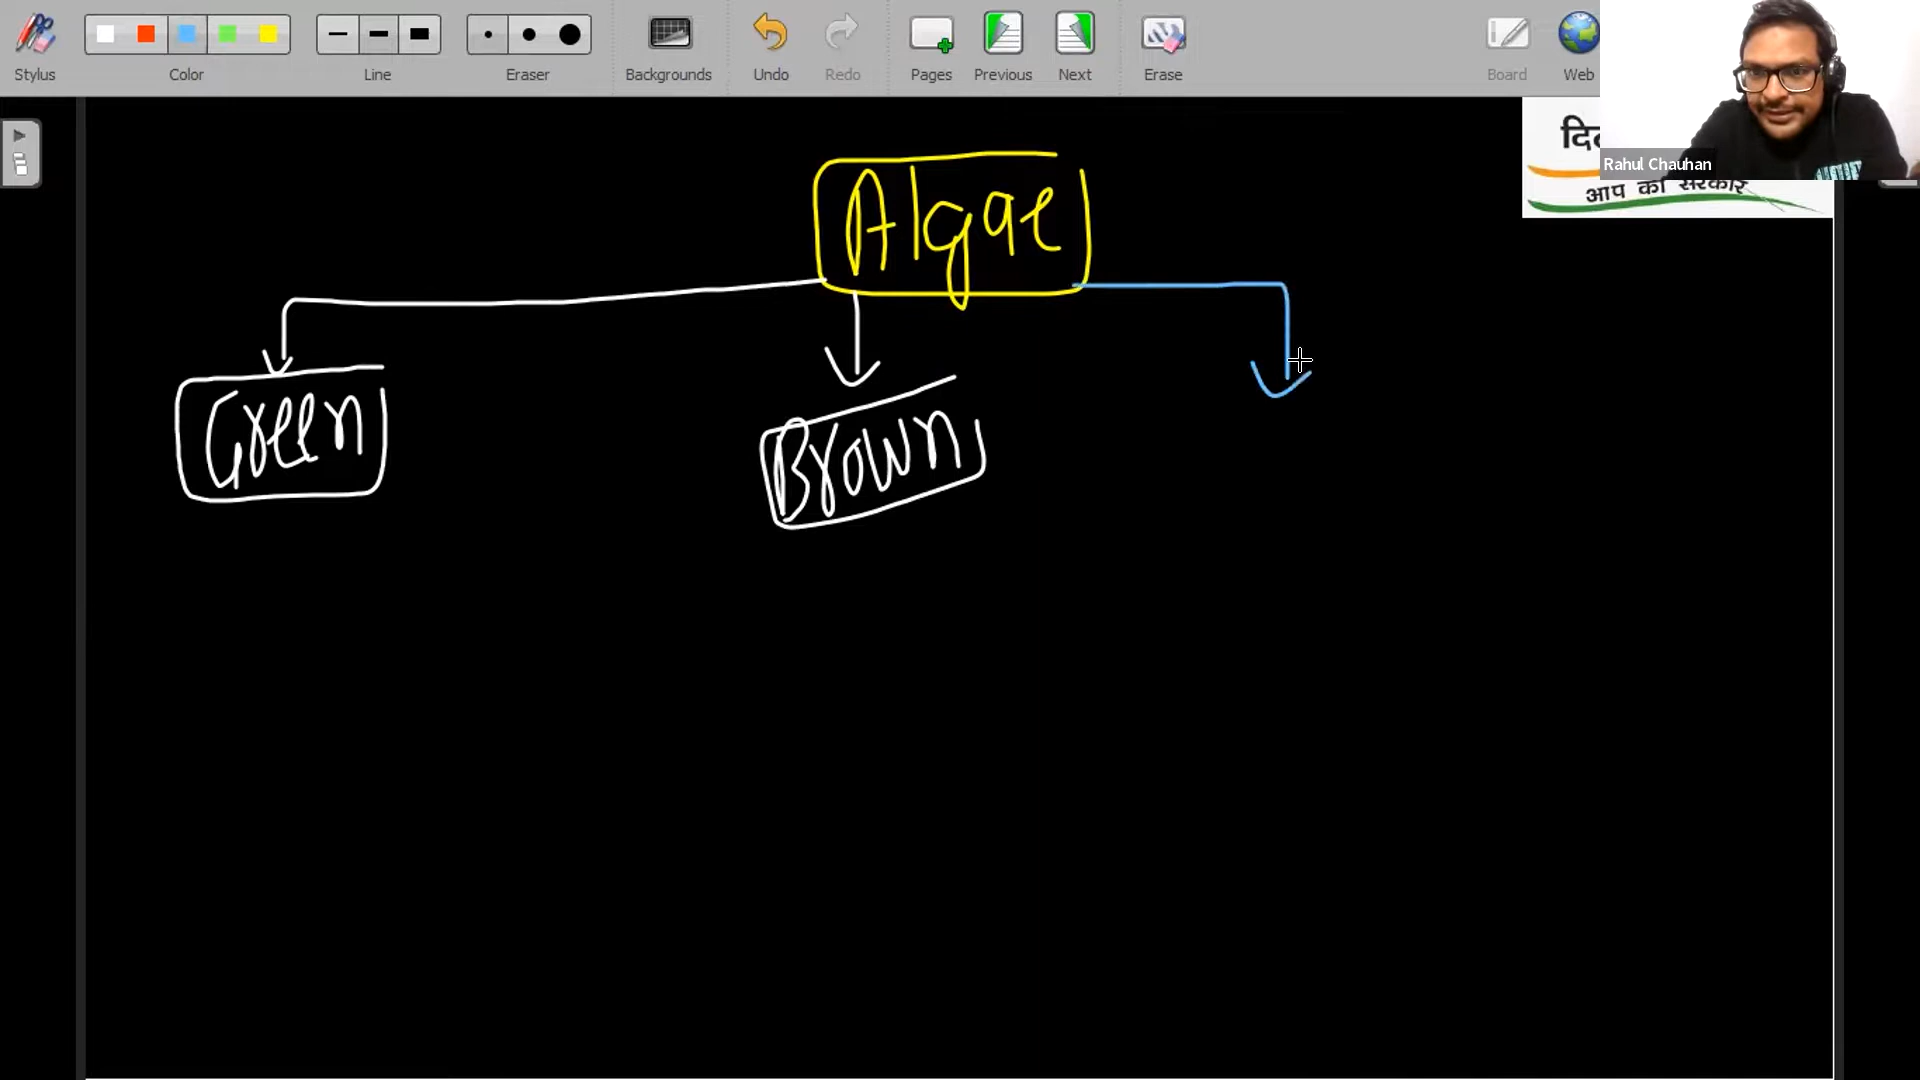 Stylus Color Line Eraser Backgrounds Undo Redo Pages Previous Next Erase Board Web
Rahul Chauhan
आप की सरकार
Algae
Green
Brown